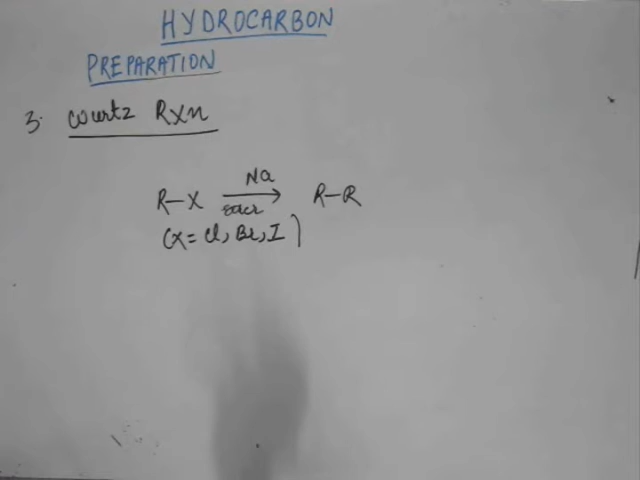 HYDROCARBON
PREPARATION
3. wurtz Rxn
R-X Na → R-R
(X = Cl, Br, I)